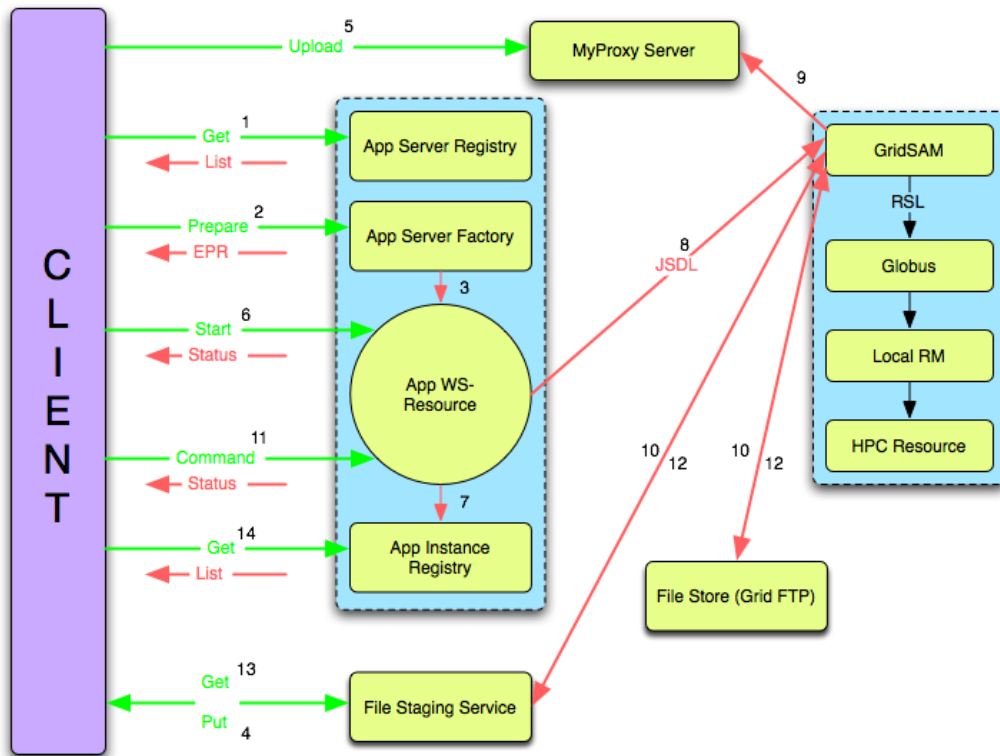 5
Upload
MyProxy Server
9
1
Get
List
App Server Registry
GridSAM
RSL
2
Prepare
EPR
App Server Factory
3
8
JSDL
Globus
6
Start
Status
App WS-
Resource
Local RM
11
Command
Status
10
12
10
12
HPC Resource
7
14
Get
List
App Instance
Registry
File Store (Grid FTP)
13
Get
Put
4
File Staging Service
C
L
I
E
N
T